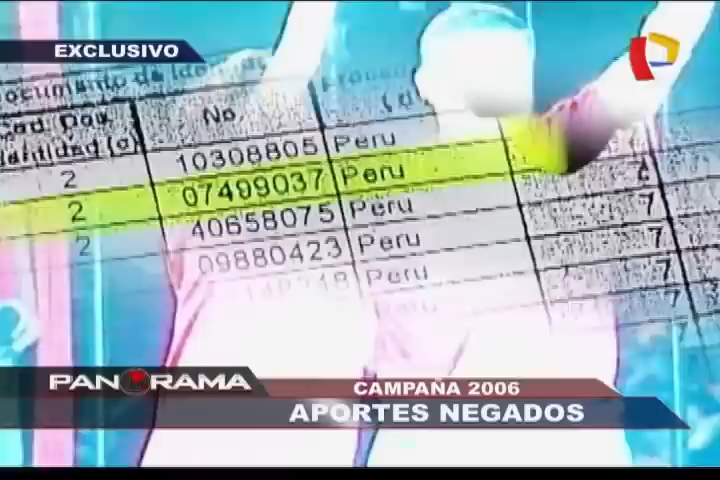 EXCLUSIVO
No.
2 10308805 Peru
2 07499037 Peru 4
2 40658075 Peru 7
09880423 Peru 7
Peru 7
7
PANORAMA
CAMPAÑA 2006
APORTES NEGADOS